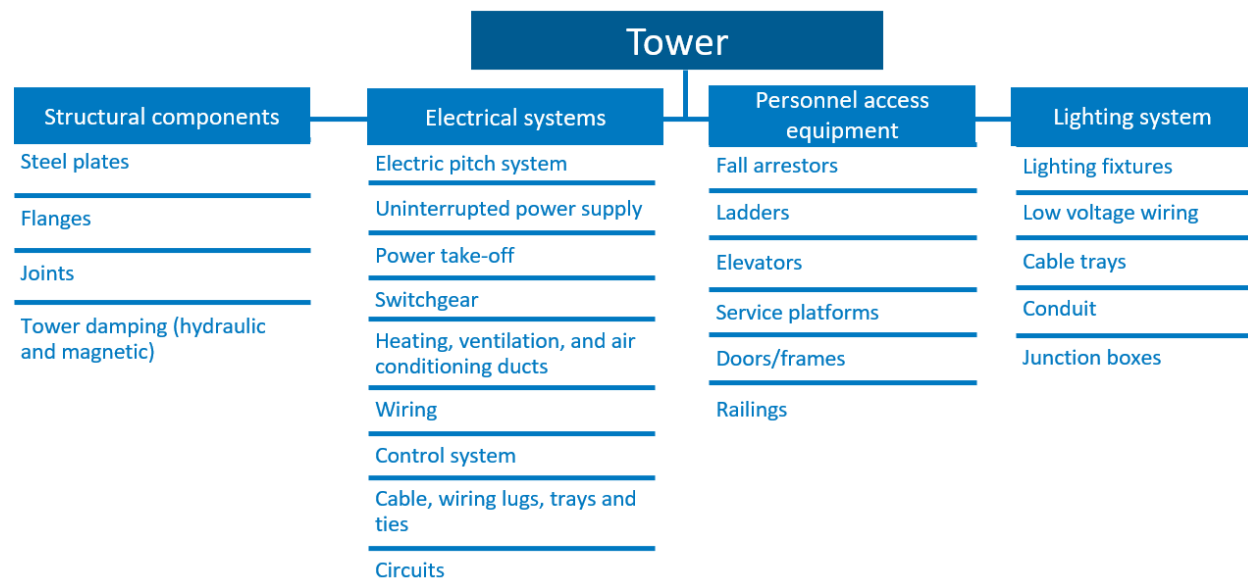 Tower
Structural components
Steel plates
Flanges
Joints
Tower damping (hydraulic
and magnetic)
Electrical systems
Electric pitch system
Uninterrupted power supply
Power take-off
Switchgear
Heating, ventilation, and air
conditioning ducts
Wiring
Control system
Cable, wiring lugs, trays and
ties
Circuits
Personnel access
equipment
Fall arrestors
Ladders
Elevators
Service platforms
Doors/frames
Railings
Lighting system
Lighting fixtures
Low voltage wiring
Cable trays
Conduit
Junction boxes